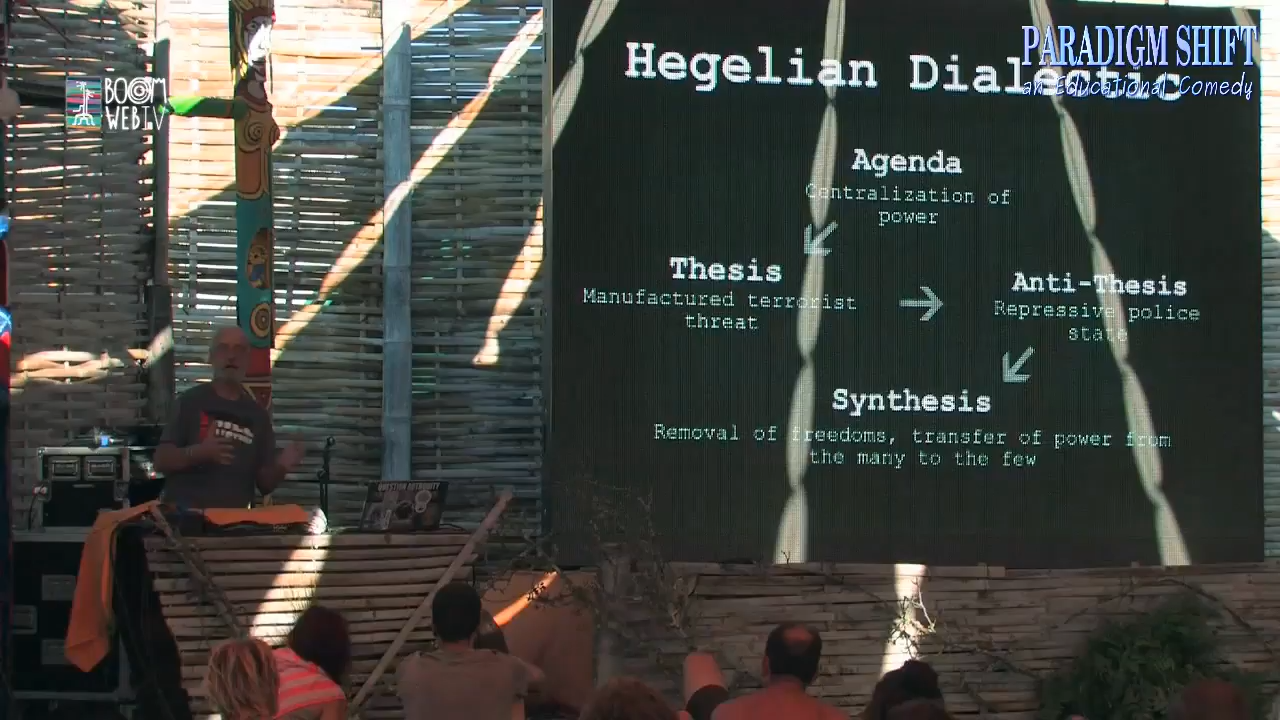 BOOM
WEBTV
PARADIGM SHIFT
an Educational Comedy
Hegelian Dialectic
Agenda
Centralization of
power
Thesis
Manufactured terrorist
threat
Anti-Thesis
Repressive police
state
Synthesis
Removal of freedoms, transfer of power from
the many to the few
QUESTION AUTHORITY